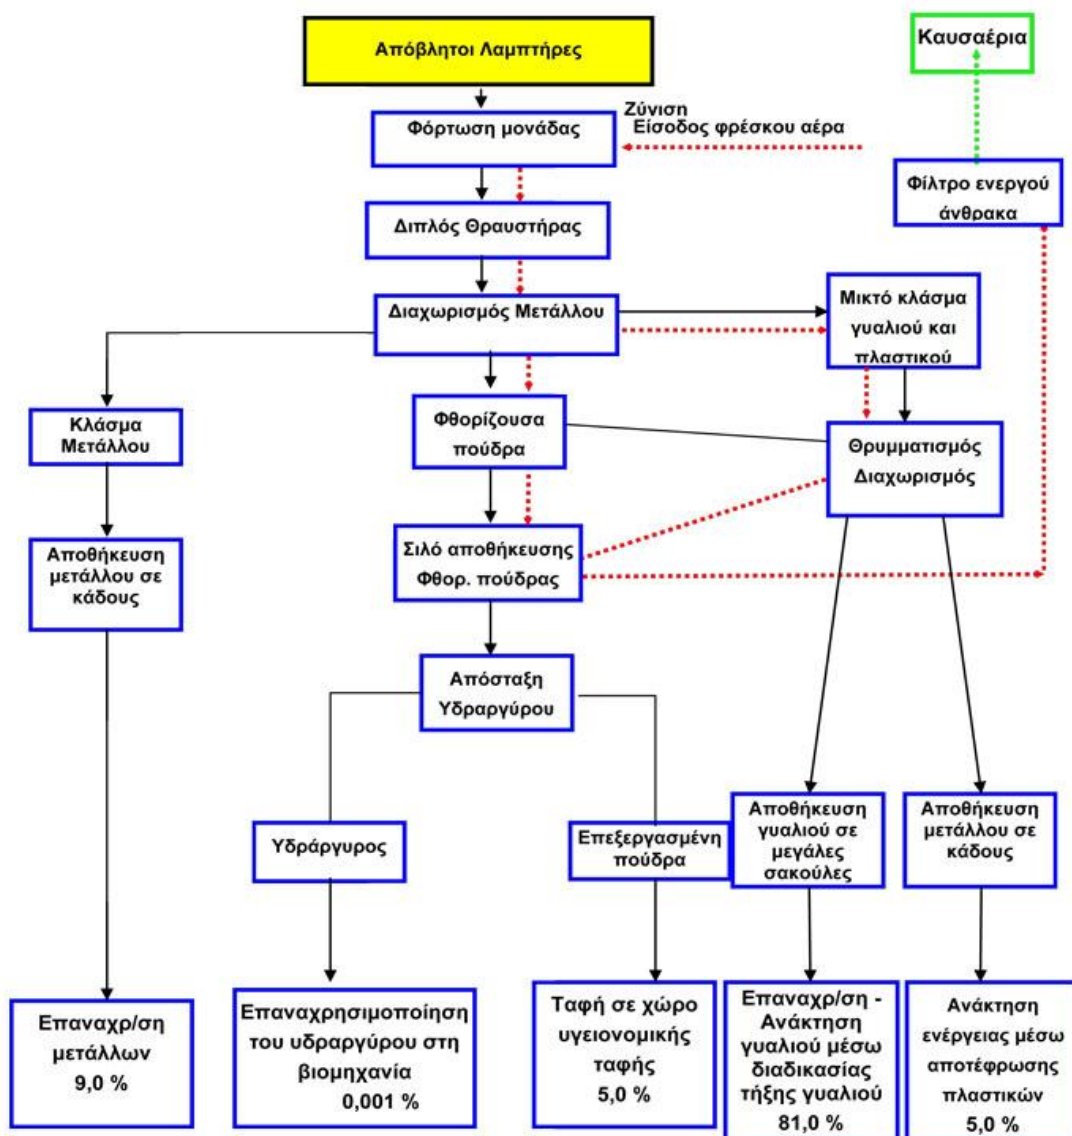 Απόβλητοι Λαμπτήρες
Καυσαέρια
Ζύνιση
Φόρτωση μονάδας
Είσοδος φρέσκου αέρα
Φίλτρο ενεργού
άνθρακα
Διπλός Θραυστήρας
Διαχωρισμός Μετάλλου
Μικτό κλάσμα
γυαλιού και
πλαστικού
Κλάσμα
Μετάλλου
Φθορίζουσα
πούδρα
Θρυμματισμός
Διαχωρισμός
Αποθήκευση
μετάλλου σε
κάδους
Σιλό αποθήκευσης
Φθορ. πούδρας
Απόσταξη
Υδραργύρου
Υδράργυρος
Επεξεργασμένη
πούδρα
Αποθήκευση
γυαλιού σε
μεγάλες
σακούλες
Αποθήκευση
μετάλλου σε
κάδους
Επαναχρ/ση
μετάλλων
9,0 %
Επαναχρησιμοποίηση
του υδραργύρου στη
βιομηχανία
0,001 %
Ταφή σε χώρο
υγειονομικής
ταφής
5,0 %
Επαναχρ/ση -
Ανάκτηση
γυαλιού μέσω
διαδικασίας
τήξης γυαλιού
81,0 %
Ανάκτηση
ενέργειας μέσω
αποτέφρωσης
πλαστικών
5,0 %